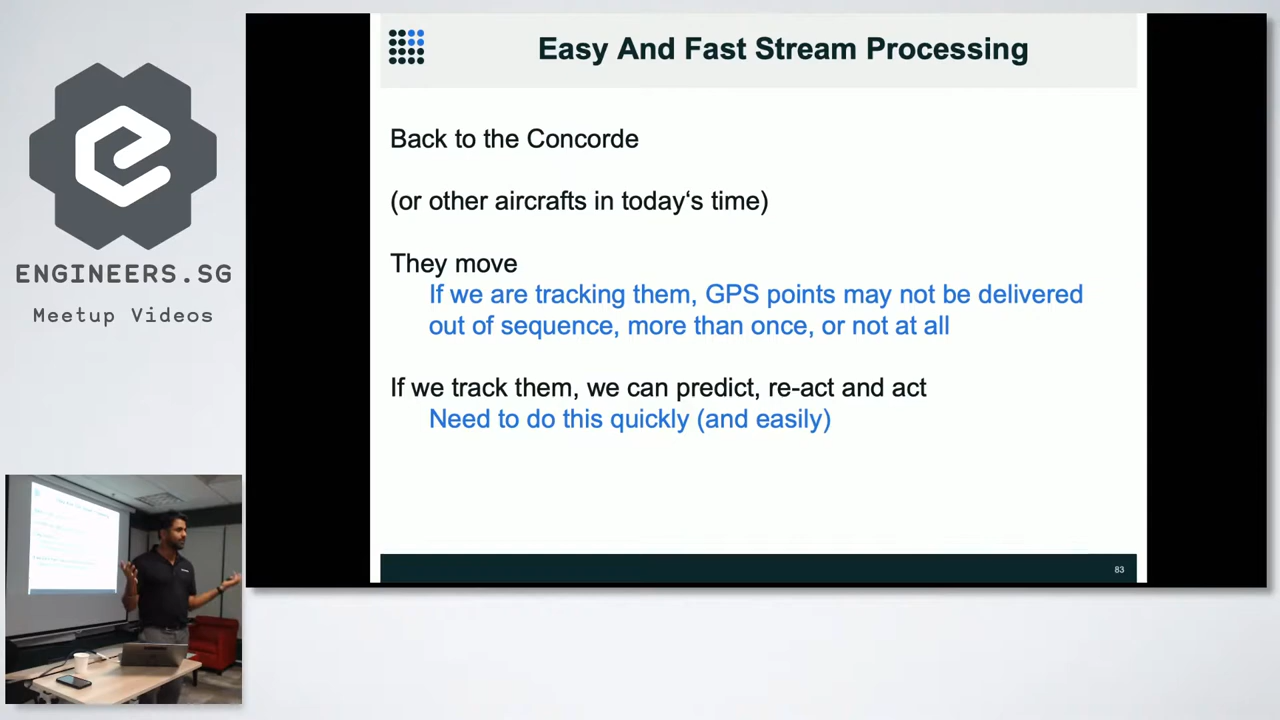 Easy And Fast Stream Processing
Back to the Concorde
(or other aircrafts in today‘s time)
They move
If we are tracking them, GPS points may not be delivered
out of sequence, more than once, or not at all
If we track them, we can predict, re-act and act
Need to do this quickly (and easily)
83
ENGINEERS.SG
Meetup Videos